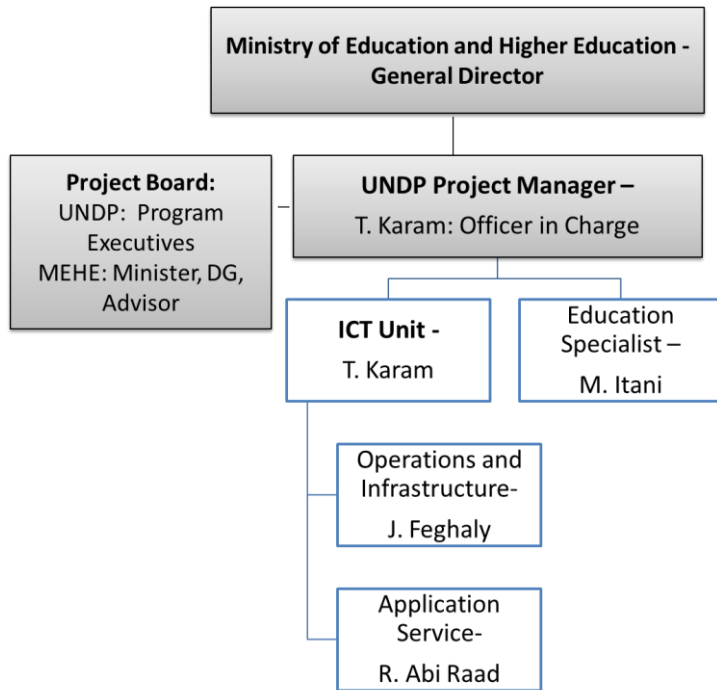 Ministry of Education and Higher Education -
General Director
Project Board:
UNDP:  Program
Executives
MEHE: Minister, DG,
Advisor
UNDP Project Manager –
T. Karam: Officer in Charge
ICT Unit -
T. Karam
Education
Specialist –
M. Itani
Operations and
Infrastructure-
J. Feghaly
Application
Service-
R. Abi Raad